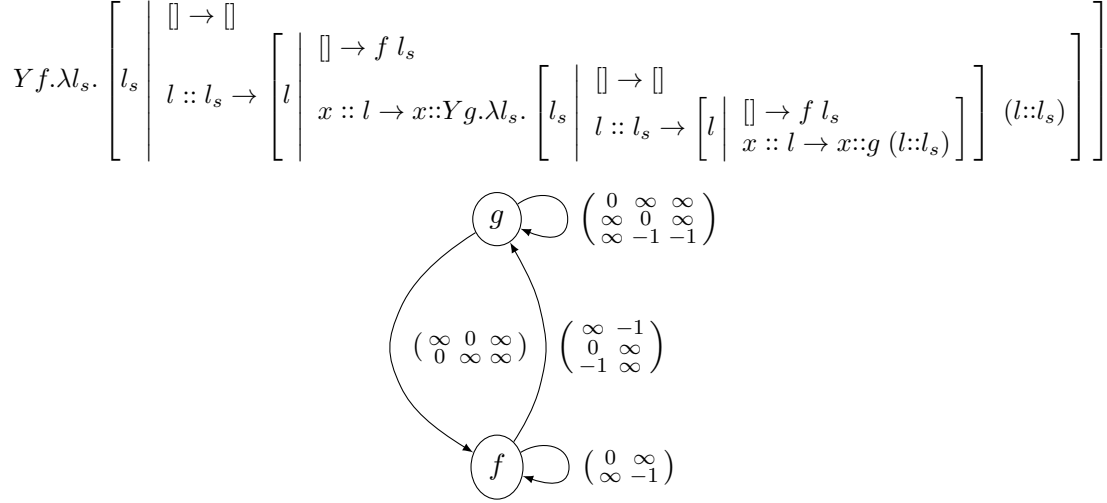 [] → []
[] → f l_s
Y f.λl_s. [ l_s | l :: l_s → [ l | x :: l → x::Y g.λl_s. [ l_s | [] → []
l :: l_s → [ l | [] → f l_s
x :: l → x::g (l::l_s) ] ] (l::l_s) ] ]
g
0 ∞ ∞
∞ 0 ∞
∞ −1 −1
∞ 0 ∞
0 ∞ ∞
∞ −1
0 ∞
−1 ∞
f
0 ∞
∞ −1